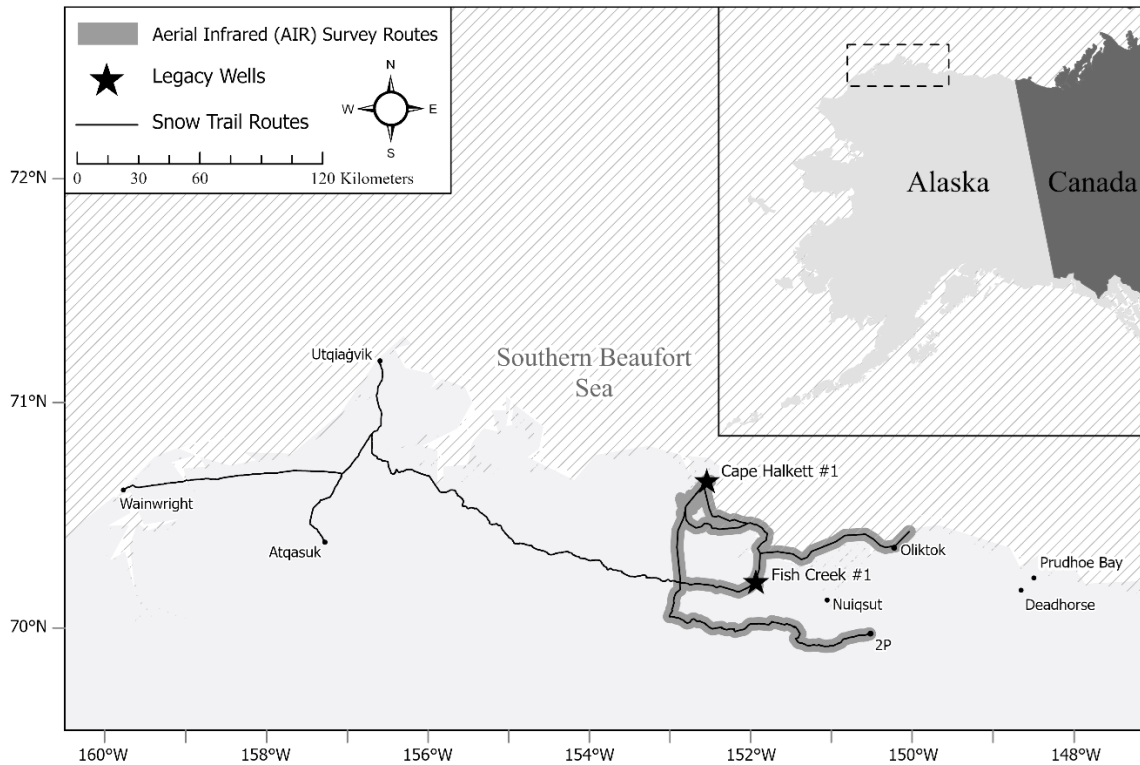 Aerial Infrared (AIR) Survey Routes
Legacy Wells
Snow Trail Routes
N
W
E
S
0 30 60 120 Kilometers
Alaska
Canada
72°N
71°N
70°N
Utqiaġvik
Southern Beaufort
Sea
Cape Halkett #1
Wainwright
Atqasuk
Oliktok
Prudhoe Bay
Fish Creek #1
Nuiqsut
Deadhorse
2P
160°W
158°W
156°W
154°W
152°W
150°W
148°W